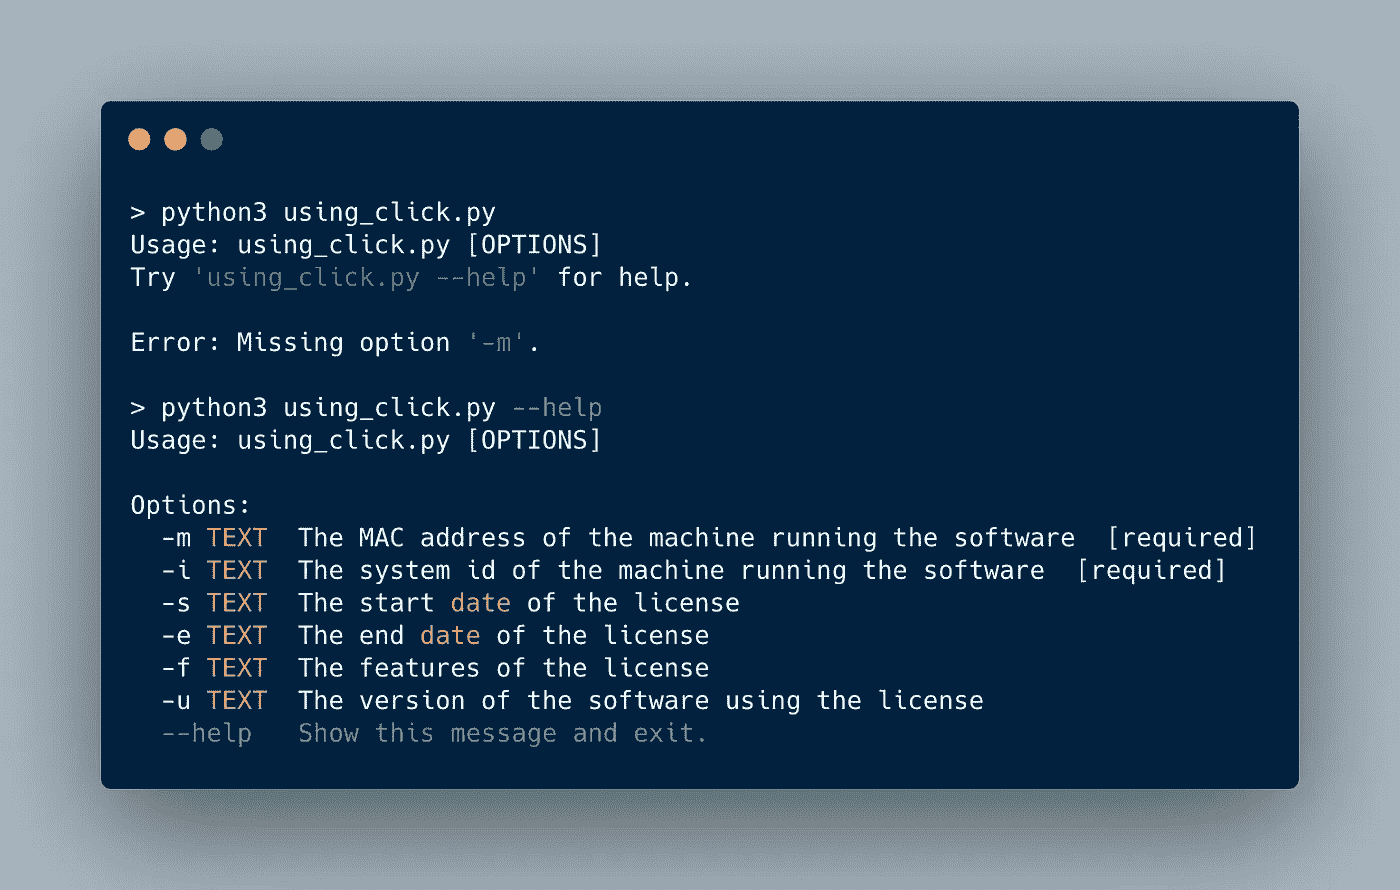 > python3 using_click.py
Usage: using_click.py [OPTIONS]
Try 'using_click.py --help' for help.
Error: Missing option '-m'.
> python3 using_click.py --help
Usage: using_click.py [OPTIONS]
Options:
  -m TEXT  The MAC address of the machine running the software  [required]
  -i TEXT  The system id of the machine running the software  [required]
  -s TEXT  The start date of the license
  -e TEXT  The end date of the license
  -f TEXT  The features of the license
  -u TEXT  The version of the software using the license
  --help   Show this message and exit.